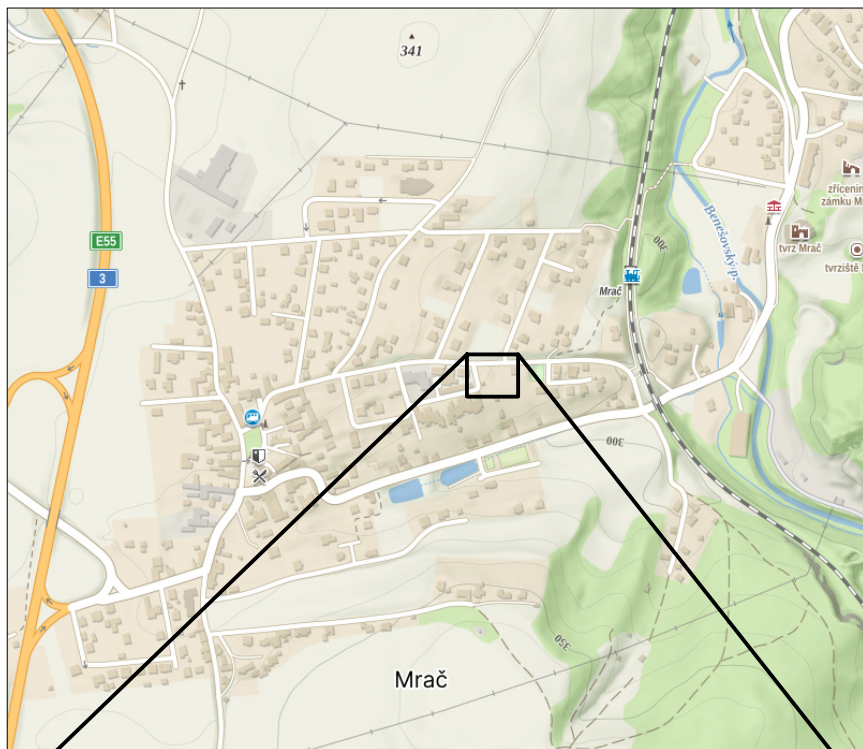 341
E55
3
300
Mrač
Benešovský p.
zřícenin
zámku M
tvrz Mrač
tvrziště
300
350
Mrač